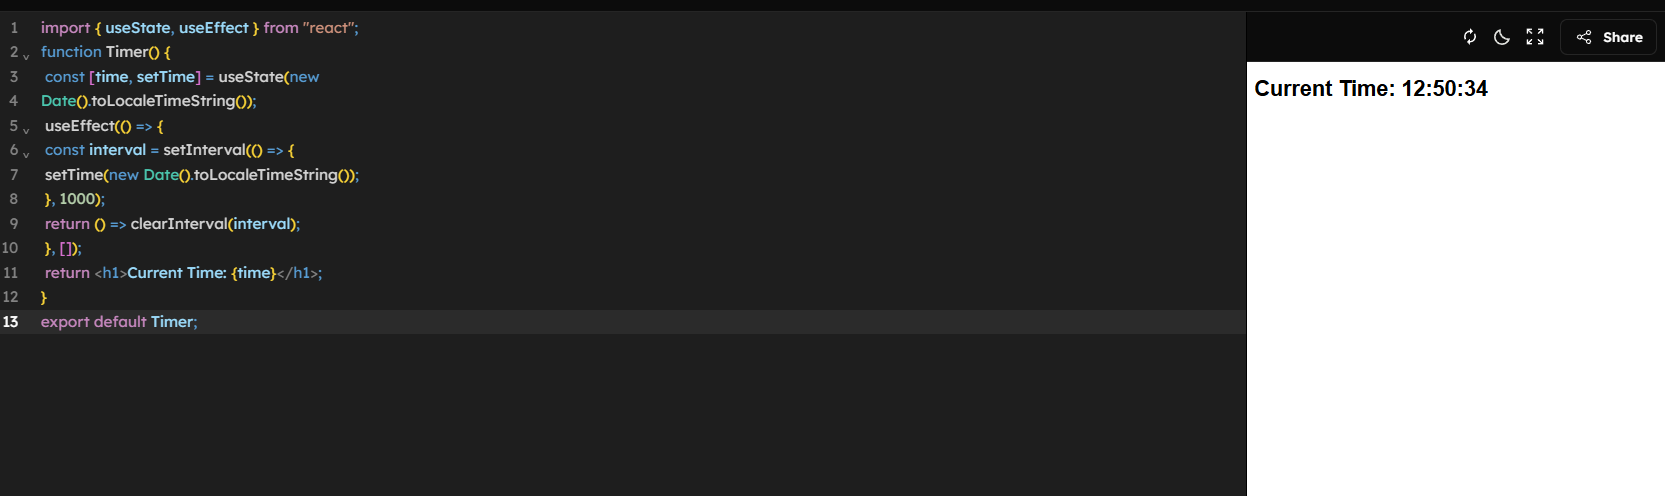 1 import { useState, useEffect } from "react";
2 function Timer() {
3 const [time, setTime] = useState(new
4 Date().toLocaleTimeString());
5 useEffect(() => {
6 const interval = setInterval(() => {
7 setTime(new Date().toLocaleTimeString());
8 }, 1000);
9 return () => clearInterval(interval);
10 }, []);
11 return <h1>Current Time: {time}</h1>;
12 }
13 export default Timer;
Share
Current Time: 12:50:34